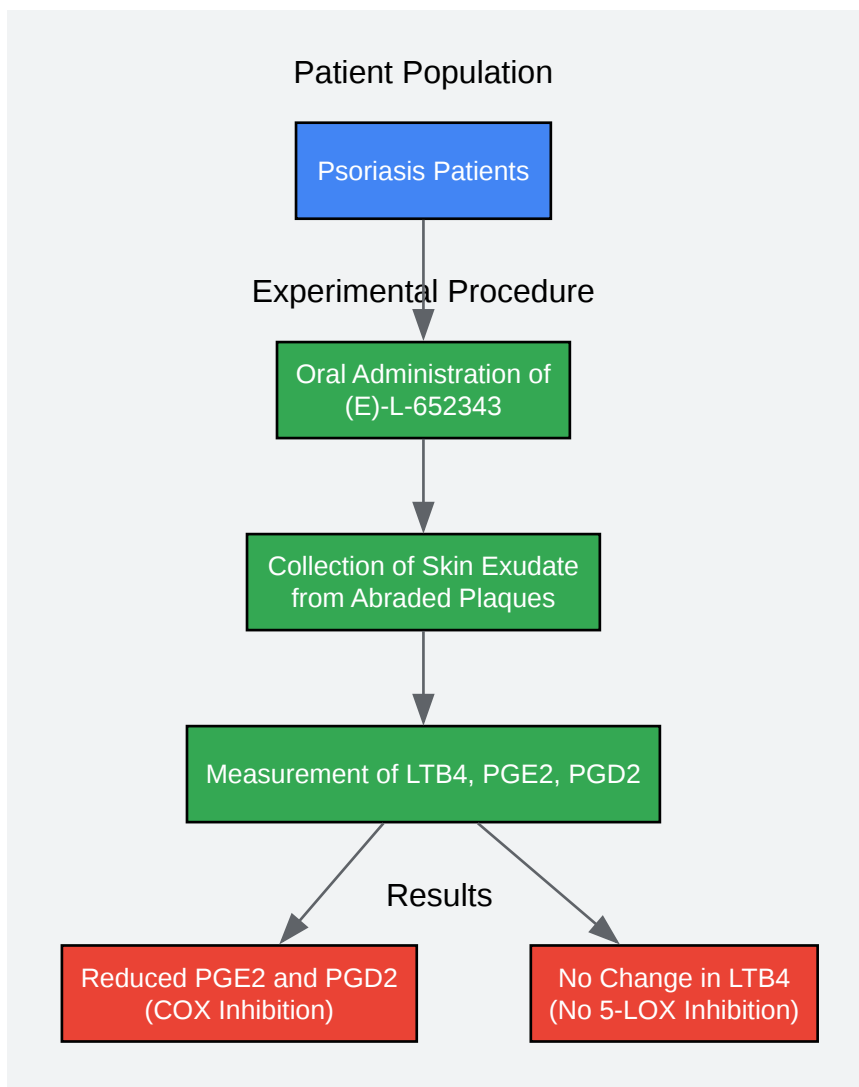 Patient Population
Psoriasis Patients
Experimental Procedure
Oral Administration of
(E)-L-652343
Collection of Skin Exudate
from Abraded Plaques
Measurement of LTB4, PGE2, PGD2
Results
Reduced PGE2 and PGD2
(COX Inhibition)
No Change in LTB4
(No 5-LOX Inhibition)